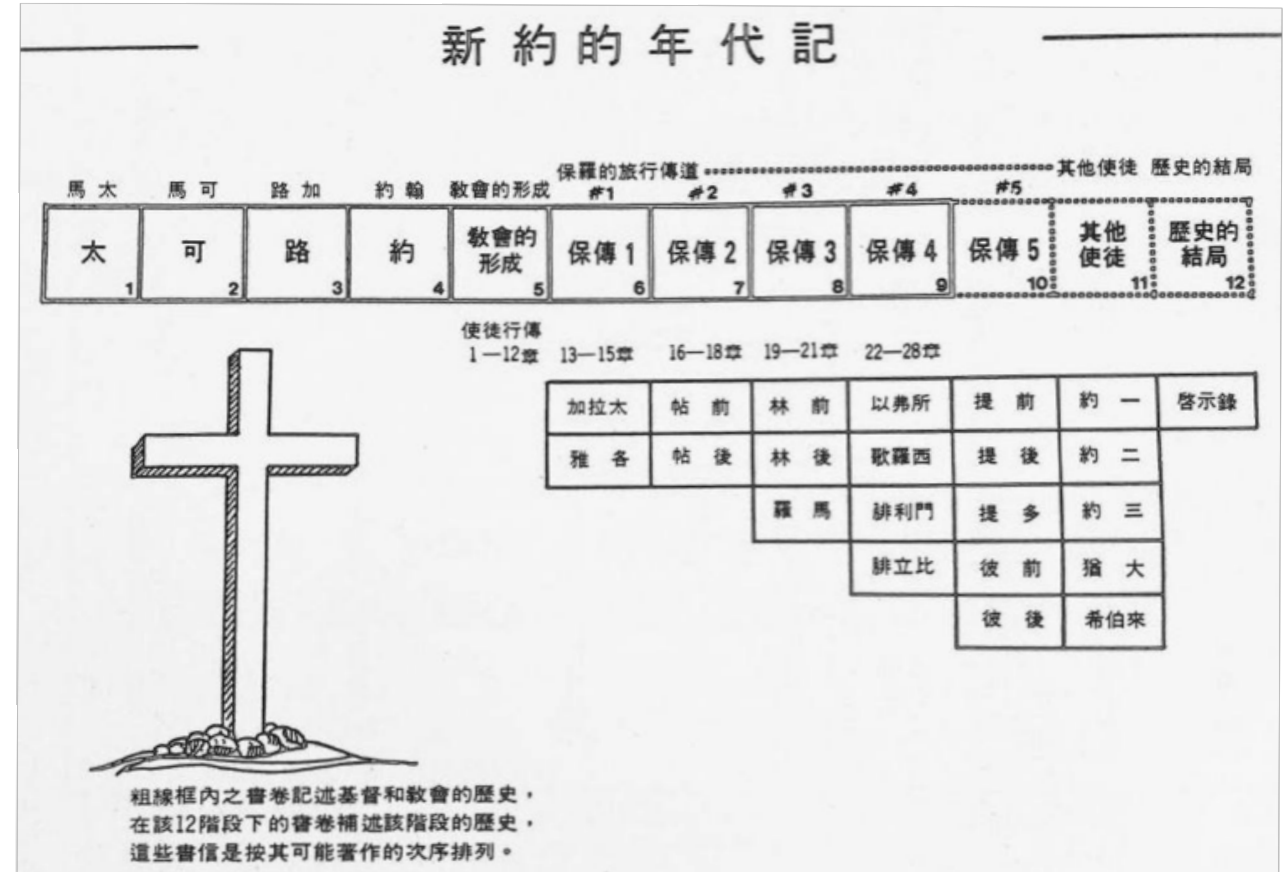 新約的年代記
保羅的旅行傳道 其他使徒 歷史的結局
馬太 馬可 路加 約翰 敎會的形成 #1 #2 #3 #4 #5
太 可 路 約 敎會的形成 保傳1 保傳2 保傳3 保傳4 保傳5 其他使徒 歷史的結局
1 2 3 4 5 6 7 8 9 10 11 12
使徒行傳
1—12章 13—15章 16—18章 19—21章 22—28章
加拉太 帖前 林前 以弗所 提前 約一 啓示錄
雅各 帖後 林後 歌羅西 提後 約二
羅馬 腓利門 提多 約三
腓立比 彼前 猶大
彼後 希伯來
粗線框內之書卷記述基督和敎會的歷史，
在該12階段下的書卷補述該階段的歷史，
這些書信是按其可能著作的次序排列。